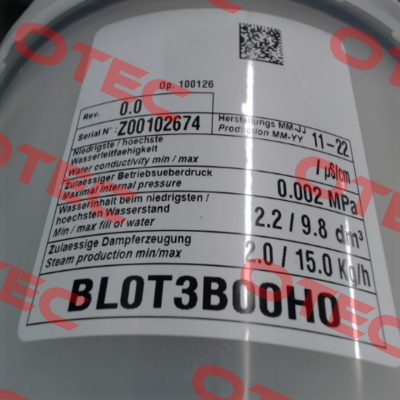 Op. 100126
Rev. 0.0
Serial N°: Z00102674
Herstellungs MM-JJ
Production MM-YY 11-22
Niedrigste / hoechste
Wasserleitfaehigkeit
Water conductivity min / max / µS/cm
Zulaessiger Betriebsueberdruck
Maximal internal pressure 0.002 MPa
Wasserinhalt beim niedrigsten /
hoechsten Wasserstand
Min / max fill of water 2.2 / 9.8 dm³
Zulaessige Dampferzeugung
Steam production min/max 2.0 / 15.0 Kg/h
BL0T3B00H0
OTEC
OTEC
OTEC
OTEC
OTEC
OTEC